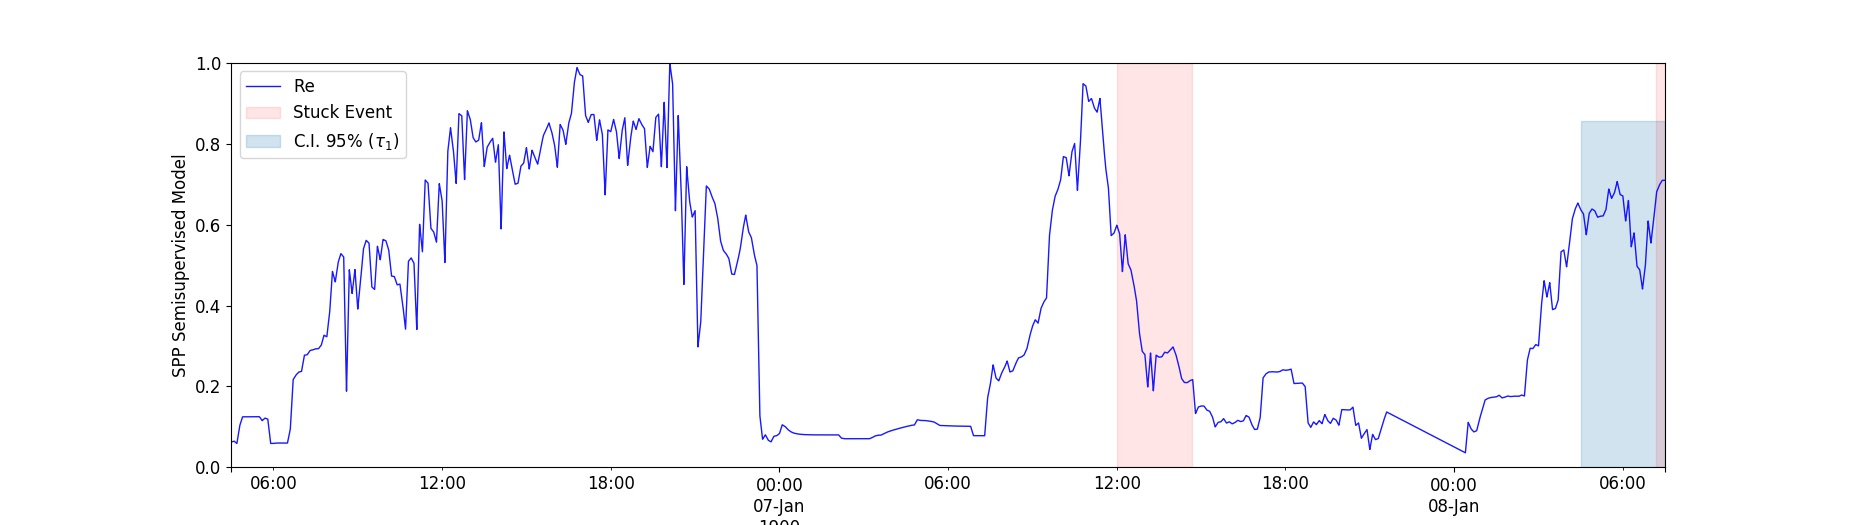 SPP Semisupervised Model
1.0
0.8
0.6
0.4
0.2
0.0
Re
Stuck Event
C.I. 95% (τ₁)
06:00
12:00
18:00
00:00
07-Jan
1900
06:00
12:00
18:00
00:00
08-Jan
06:00